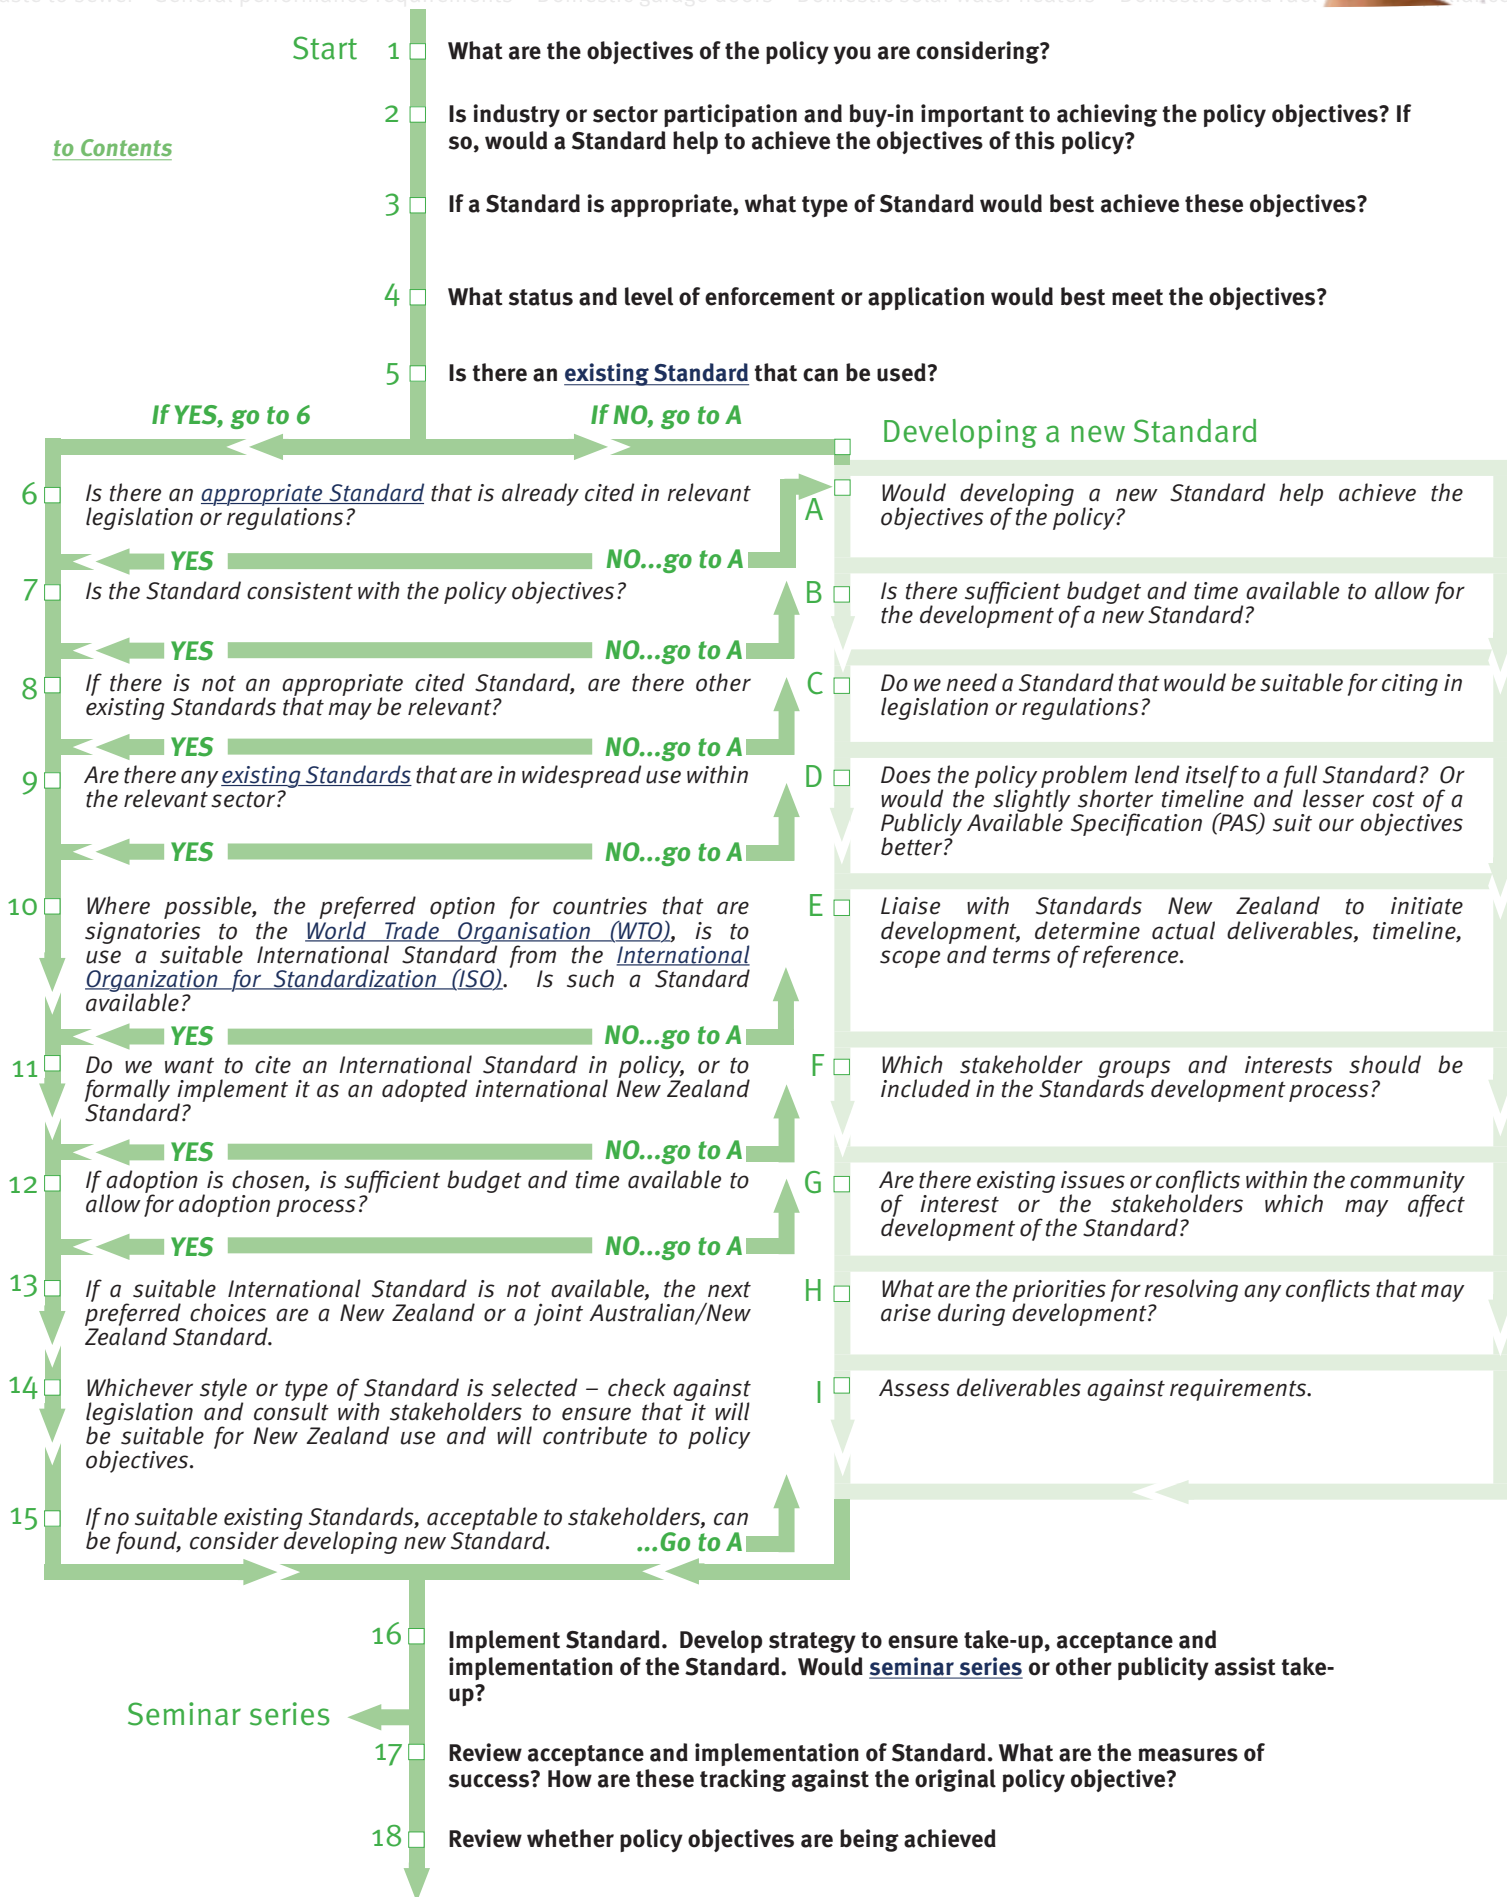 Start 1 What are the objectives of the policy you are considering?
2 Is industry or sector participation and buy-in important to achieving the policy objectives? If
so, would a Standard help to achieve the objectives of this policy?
to Contents
3 If a Standard is appropriate, what type of Standard would best achieve these objectives?
4 What status and level of enforcement or application would best meet the objectives?
5 Is there an existing Standard that can be used?
If YES, go to 6
If NO, go to A
6 Is there an appropriate Standard that is already cited in relevant
legislation or regulations?
YES NO...go to A
7 Is the Standard consistent with the policy objectives?
YES NO...go to A
8 If there is not an appropriate cited Standard, are there other
existing Standards that may be relevant?
YES NO...go to A
9 Are there any existing Standards that are in widespread use within
the relevant sector?
YES NO...go to A
10 Where possible, the preferred option for countries that are
signatories to the World Trade Organisation (WTO), is to
use a suitable International Standard from the International
Organization for Standardization (ISO). Is such a Standard
available?
YES NO...go to A
11 Do we want to cite an International Standard in policy, or to
formally implement it as an adopted international New Zealand
Standard?
YES NO...go to A
12 If adoption is chosen, is sufficient budget and time available to
allow for adoption process?
YES NO...go to A
13 If a suitable International Standard is not available, the next
preferred choices are a New Zealand or a joint Australian/New
Zealand Standard.
14 Whichever style or type of Standard is selected – check against
legislation and consult with stakeholders to ensure that it will
be suitable for New Zealand use and will contribute to policy
objectives.
15 If no suitable existing Standards, acceptable to stakeholders, can
be found, consider developing new Standard. ...Go to A
Developing a new Standard
A Would developing a new Standard help achieve the
objectives of the policy?
B Is there sufficient budget and time available to allow for
the development of a new Standard?
C Do we need a Standard that would be suitable for citing in
legislation or regulations?
D Does the policy problem lend itself to a full Standard? Or
would the slightly shorter timeline and lesser cost of a
Publicly Available Specification (PAS) suit our objectives
better?
E Liaise with Standards New Zealand to initiate
development, determine actual deliverables, timeline,
scope and terms of reference.
F Which stakeholder groups and interests should be
included in the Standards development process?
G Are there existing issues or conflicts within the community
of interest or the stakeholders which may affect
development of the Standard?
H What are the priorities for resolving any conflicts that may
arise during development?
I Assess deliverables against requirements.
16 Implement Standard. Develop strategy to ensure take-up, acceptance and
implementation of the Standard. Would seminar series or other publicity assist take-
up?
Seminar series
17 Review acceptance and implementation of Standard. What are the measures of
success? How are these tracking against the original policy objective?
18 Review whether policy objectives are being achieved